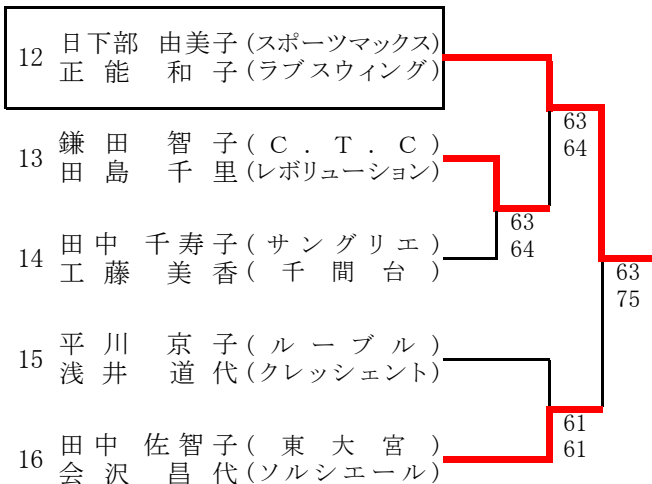 12 日下部 由美子 (スポーツマックス)
正能 和子 (ラブスウィング)
63
64
13 鎌田 智子 (C.T.C)
田島 千里 (レボリューション)
63
64
14 田中 千寿子 (サングリエ)
工藤 美香 (千間台)
63
75
15 平川 京子 (ルーブル)
浅井 道代 (クレッシェント)
61
61
16 田中 佐智子 (東大宮)
会沢 昌代 (ソルシエール)